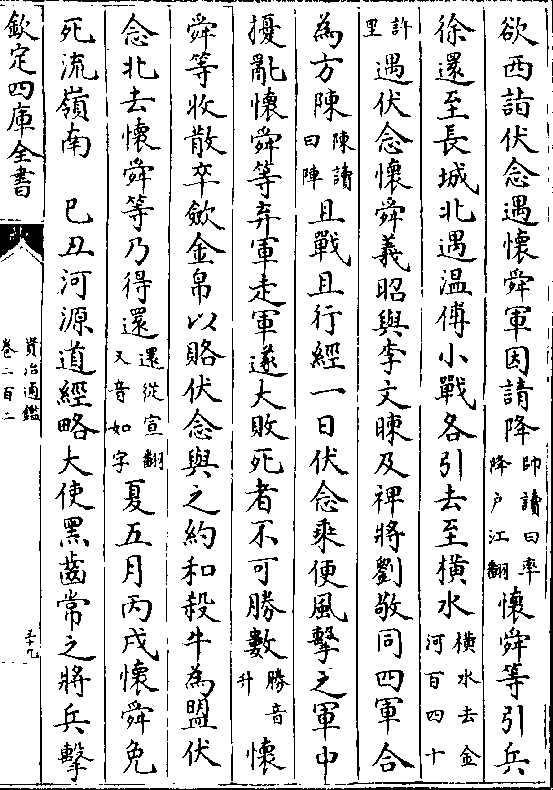 欲西詣伏念遇懷舜軍因請降帥讀曰率降户江翻懷舜等引兵
徐還至長城北遇温傅小戰各引去至横水横水去金河百四十
里許遇伏念懷舜義昭與李文暕及裨將劉敬同四軍合
為方陳陳讀曰陣且戰且行經一日伏念乘便風擊之軍中
擾亂懷舜等弃軍走軍遂大敗死者不可勝數勝音升懷
舜等收散卒斂金帛以賂伏念與之約和殺牛為盟伏
念北去懷舜等乃得還還從宣翻又音如字夏五月丙戌懷舜免
死流嶺南　己丑河源道經略大使黑齒常之將兵擊
欽定四庫全書
資治通鑑
卷二百二
三十九